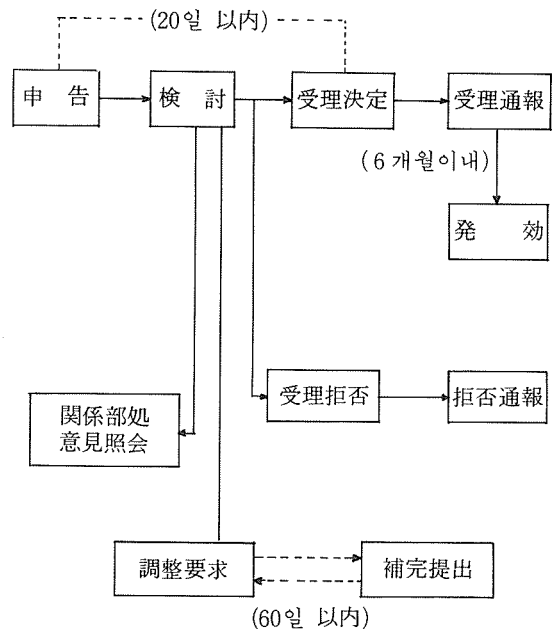 (20일 以内)
申 告
検 討
受理決定
受理通報
(6개월이내)
発 効
受理拒否
拒否通報
関係部処
意見照会
調整要求
補完提出
(60일 以内)